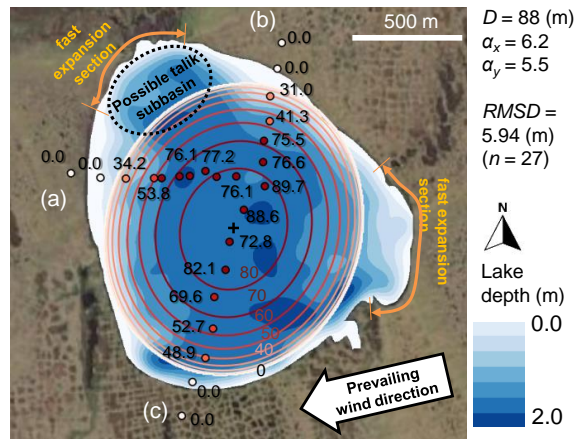 (b)
0.0
500 m
fast
expansion
section
Possible talik
subbasin
0.0
31.0
41.3
75.5
0.0
0.0
34.2
76.1
77.2
76.6
(a)
53.8
76.1
89.7
88.6
72.8
82.1
80
69.6
70
60
52.7
50
48.9
40
0
(c)
0.0
0.0
fast expansion
section
Prevailing
wind direction
D = 88 (m)
αx = 6.2
αy = 5.5
RMSD =
5.94 (m)
(n = 27)
N
Lake
depth (m)
0.0
2.0